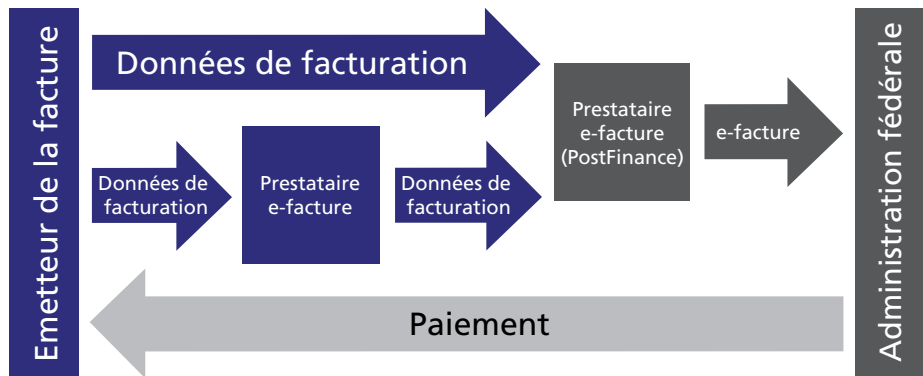 Emetteur de la facture
Données de facturation
Données de
facturation
Prestataire
e-facture
Données de
facturation
Prestataire
e-facture
(PostFinance)
e-facture
Paiement
Administration fédérale